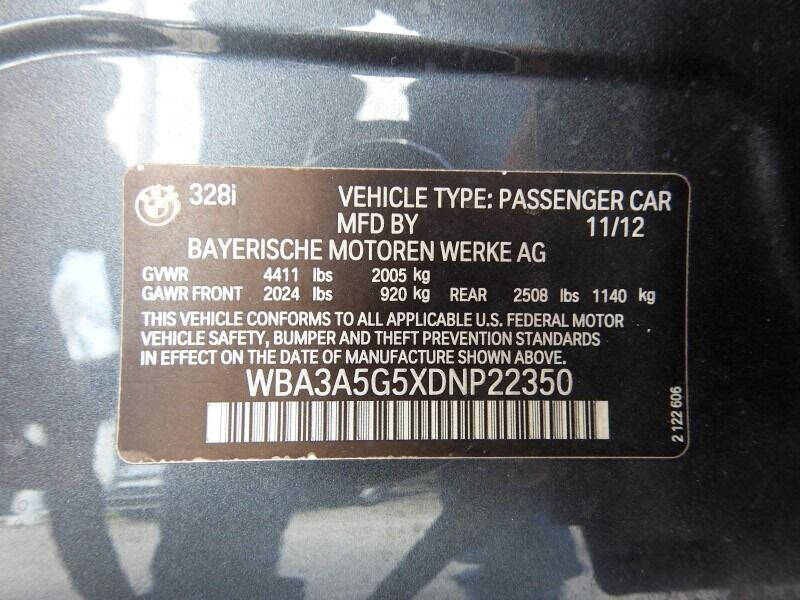 328i VEHICLE TYPE: PASSENGER CAR
MFD BY 11/12
BAYERISCHE MOTOREN WERKE AG
GVWR 4411 lbs 2005 kg
GAWR FRONT 2024 lbs 920 kg REAR 2508 lbs 1140 kg
THIS VEHICLE CONFORMS TO ALL APPLICABLE U.S. FEDERAL MOTOR
VEHICLE SAFETY, BUMPER AND THEFT PREVENTION STANDARDS
IN EFFECT ON THE DATE OF MANUFACTURE SHOWN ABOVE.
WBA3A5G5XDNP22350
2 122 606